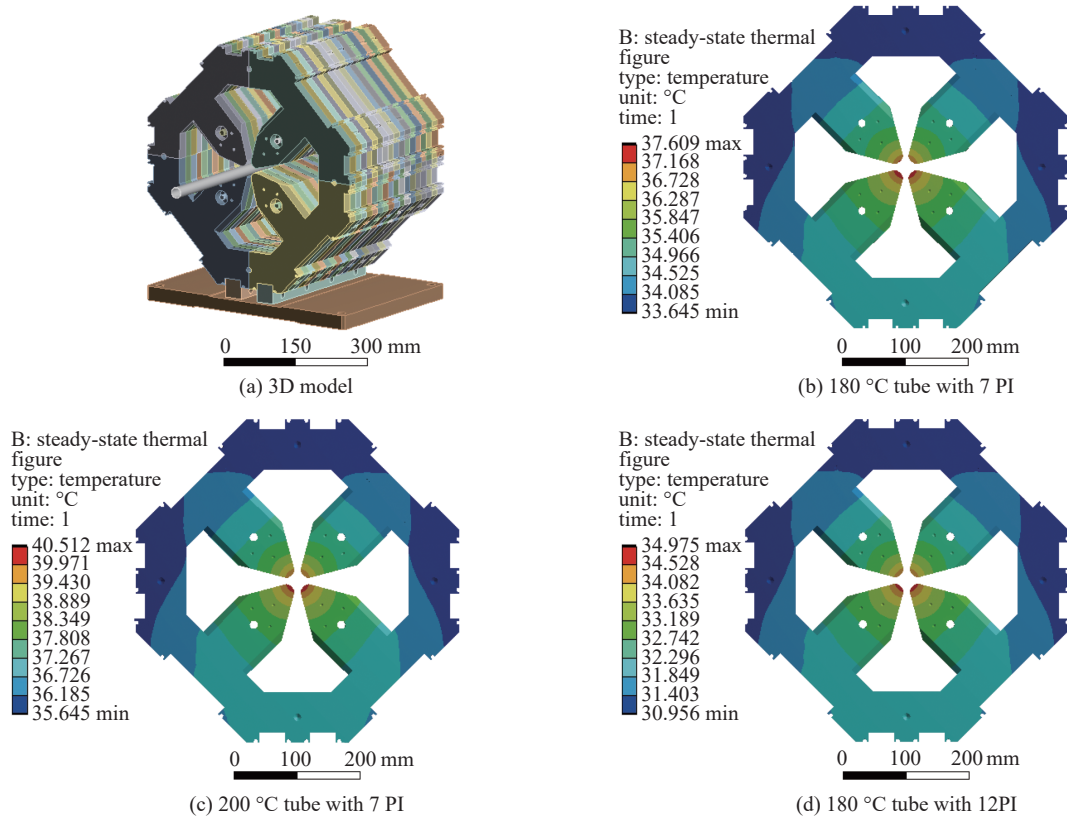 0 150 300 mm
(a) 3D model
B: steady-state thermal
figure
type: temperature
unit: °C
time: 1
37.609 max
37.168
36.728
36.287
35.847
35.406
34.966
34.525
34.085
33.645 min
0 100 200 mm
(b) 180 °C tube with 7 PI
B: steady-state thermal
figure
type: temperature
unit: °C
time: 1
40.512 max
39.971
39.430
38.889
38.349
37.808
37.267
36.726
36.185
35.645 min
0 100 200 mm
(c) 200 °C tube with 7 PI
B: steady-state thermal
figure
type: temperature
unit: °C
time: 1
34.975 max
34.528
34.082
33.635
33.189
32.742
32.296
31.849
31.403
30.956 min
0 100 200 mm
(d) 180 °C tube with 12PI